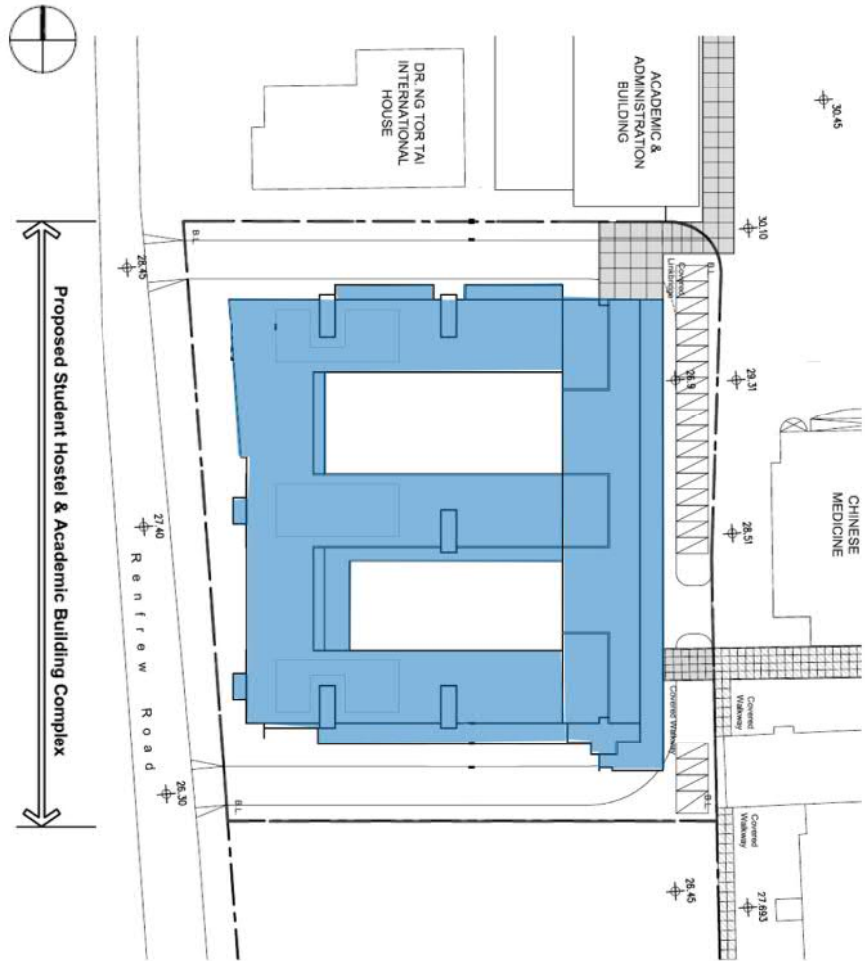 DR. NG TOR TAI
INTERNATIONAL
HOUSE
ACADEMIC &
ADMINISTRATION
BUILDING
30.45
30.10
B.L.
B.L.
Covered
Linkbridge
28.45
26.9
29.31
Proposed Student Hostel & Academic Building Complex
CHINESE
MEDICINE
28.51
27.40
Renfrew Road
Covered Walkway
Covered
Walkway
26.30
B.L.
B.L.
Covered
Walkway
26.45
27.693